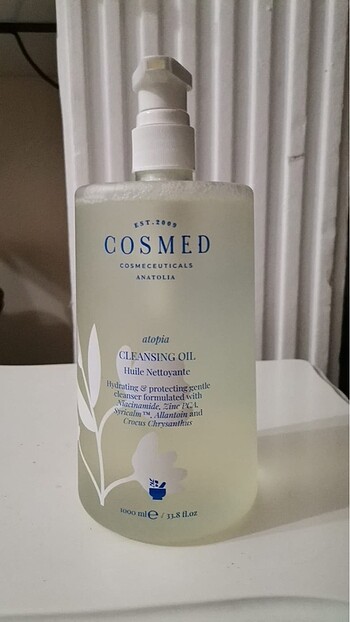 EST.2009
COSMED
COSMECEUTICALS
ANATOLIA
atopia
CLEANSING OIL
Huile Nettoyante
Hydrating & protecting gentle
cleanser formulated with
Niacinamide, Zinc PCA,
Syricalm™, Allantoin and
Crocus Chrysanthus
1000 ml ℮ / 33.8 fl.oz